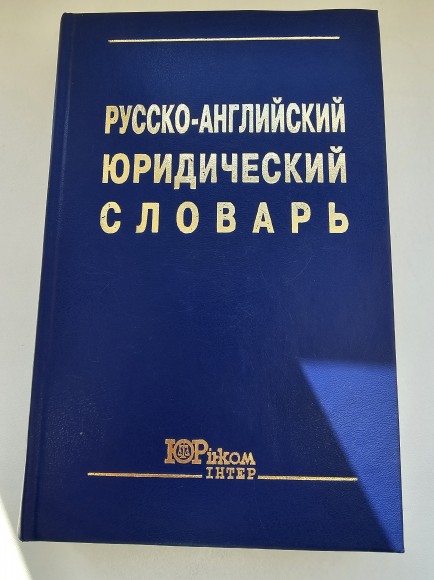 РУССКО-АНГЛИЙСКИЙ
ЮРИДИЧЕСКИЙ
СЛОВАРЬ
ЮРінком
ІНТЕР